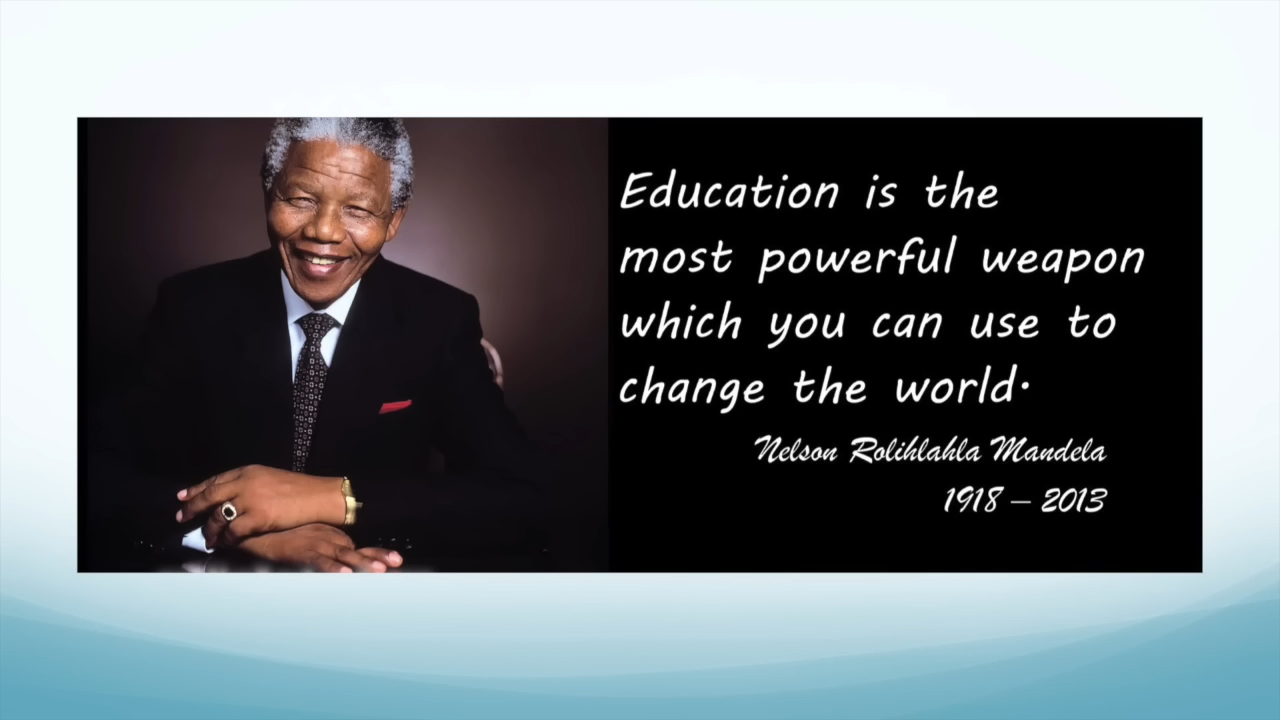 Education is the
most powerful weapon
which you can use to
change the world.
Nelson Rolihlahla Mandela
1918 – 2013